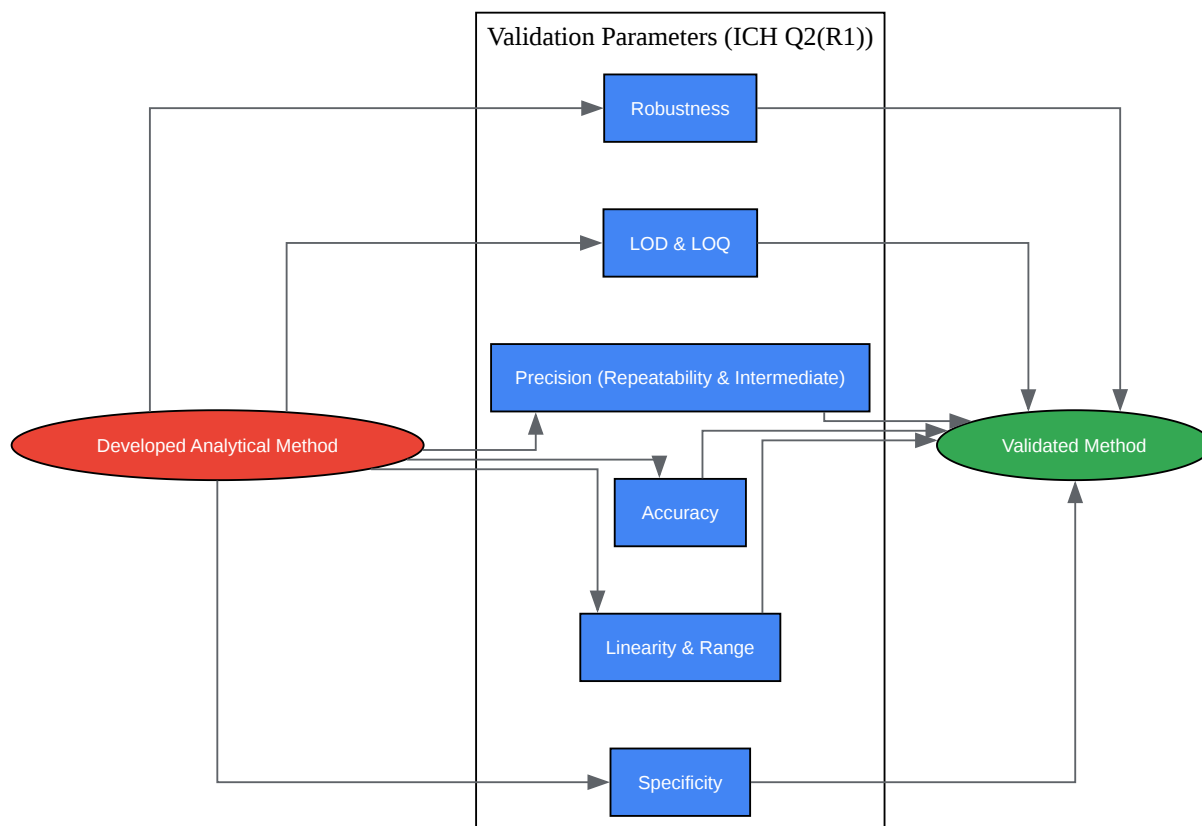 Validation Parameters (ICH Q2(R1))
Robustness
LOD & LOQ
Precision (Repeatability & Intermediate)
Developed Analytical Method
Validated Method
Accuracy
Linearity & Range
Specificity